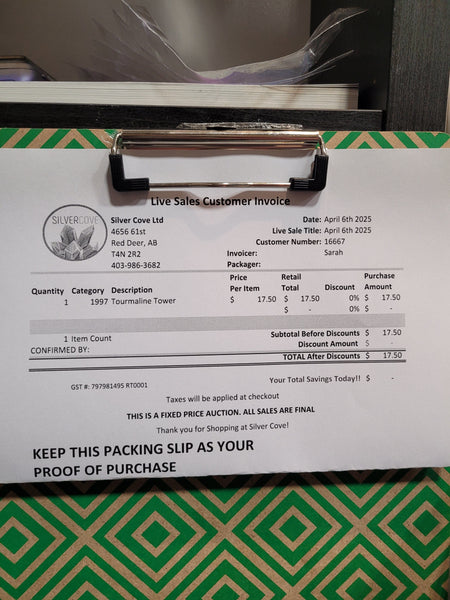 Live Sales Customer Invoice
SILVERCOVE
Silver Cove Ltd
4656 61st
Red Deer, AB
T4N 2R2
403-986-3682
Date: April 6th 2025
Live Sale Title: April 6th 2025
Customer Number: 16667
Invoicer: Sarah
Packager:
Quantity Category Description Price Per Item Retail Total Discount Purchase Amount
1 1997 Tourmaline Tower $ 17.50 $ 17.50 0% $ 17.50
$ - 0% $ -
1 Item Count Subtotal Before Discounts $ 17.50
CONFIRMED BY: Discount Amount $ -
TOTAL After Discounts $ 17.50
GST #: 797981495 RT0001 Your Total Savings Today!! $ -
Taxes will be applied at checkout
THIS IS A FIXED PRICE AUCTION. ALL SALES ARE FINAL
Thank you for Shopping at Silver Cove!
KEEP THIS PACKING SLIP AS YOUR
PROOF OF PURCHASE